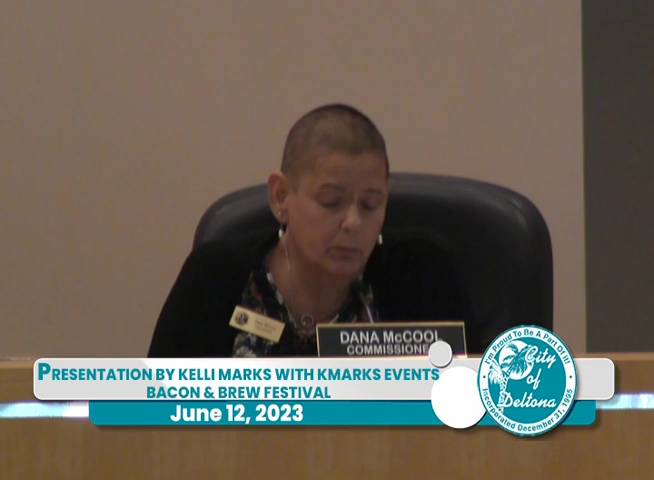 DANA McCOOL
COMMISSIONER
PRESENTATION BY KELLI MARKS WITH KMARKS EVENTS
BACON & BREW FESTIVAL
June 12, 2023
I'm Proud To Be A Part Of It!
City
of
Deltona
Incorporated December 31, 1995